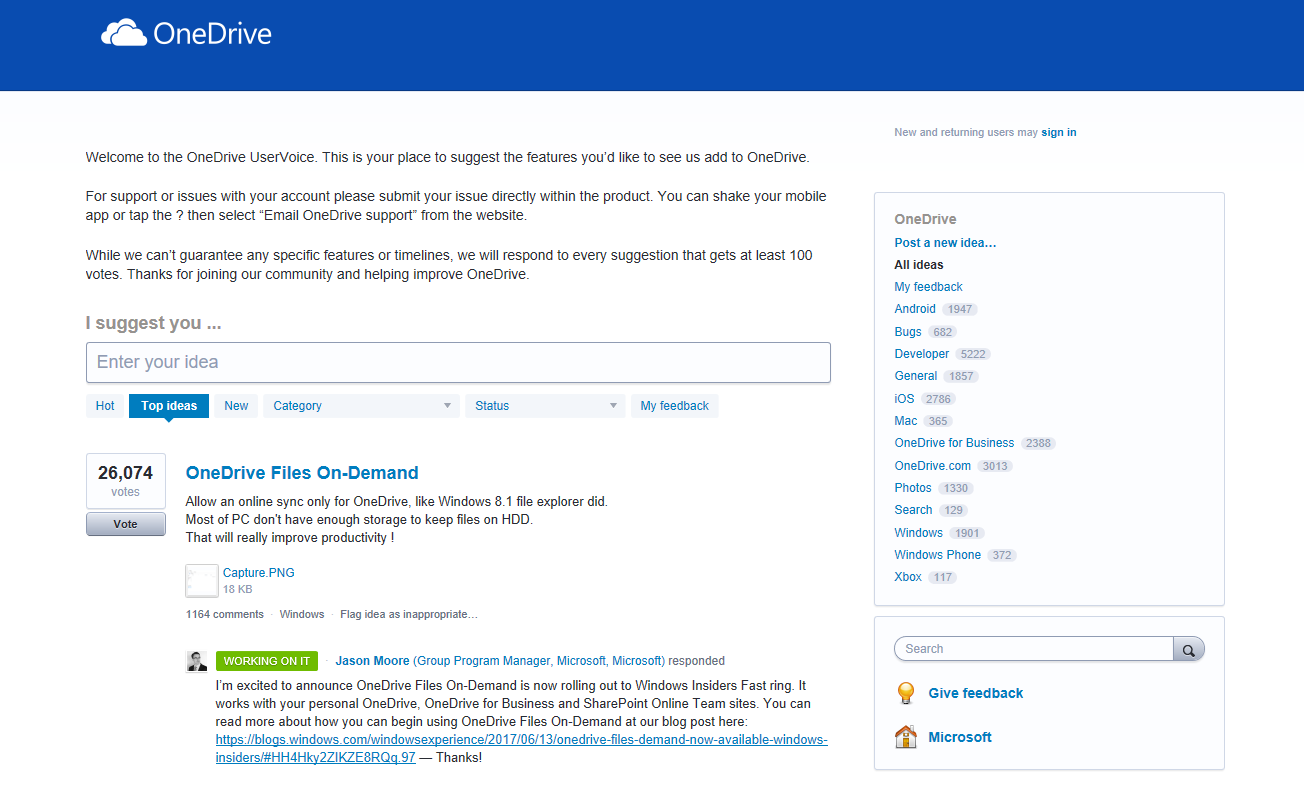 OneDrive
New and returning users may sign in
Welcome to the OneDrive UserVoice. This is your place to suggest the features you’d like to see us add to OneDrive.
For support or issues with your account please submit your issue directly within the product. You can shake your mobile
app or tap the ? then select “Email OneDrive support” from the website.
While we can’t guarantee any specific features or timelines, we will respond to every suggestion that gets at least 100
votes. Thanks for joining our community and helping improve OneDrive.
I suggest you ...
Enter your idea
Hot Top ideas New Category Status My feedback
26,074
votes
Vote
OneDrive Files On-Demand
Allow an online sync only for OneDrive, like Windows 8.1 file explorer did.
Most of PC don’t have enough storage to keep files on HDD.
That will really improve productivity !
Capture.PNG
18 KB
1164 comments · Windows · Flag idea as inappropriate…
WORKING ON IT · Jason Moore (Group Program Manager, Microsoft, Microsoft) responded
I’m excited to announce OneDrive Files On-Demand is now rolling out to Windows Insiders Fast ring. It
works with your personal OneDrive, OneDrive for Business and SharePoint Online Team sites. You can
read more about how you can begin using OneDrive Files On-Demand at our blog post here:
https://blogs.windows.com/windowsexperience/2017/06/13/onedrive-files-demand-now-available-windows-
insiders/#HH4Hky2ZIKZE8RQq.97 — Thanks!
OneDrive
Post a new idea…
All ideas
My feedback
Android 1947
Bugs 682
Developer 5222
General 1857
iOS 2786
Mac 365
OneDrive for Business 2388
OneDrive.com 3013
Photos 1330
Search 129
Windows 1901
Windows Phone 372
Xbox 117
Search
Give feedback
Microsoft